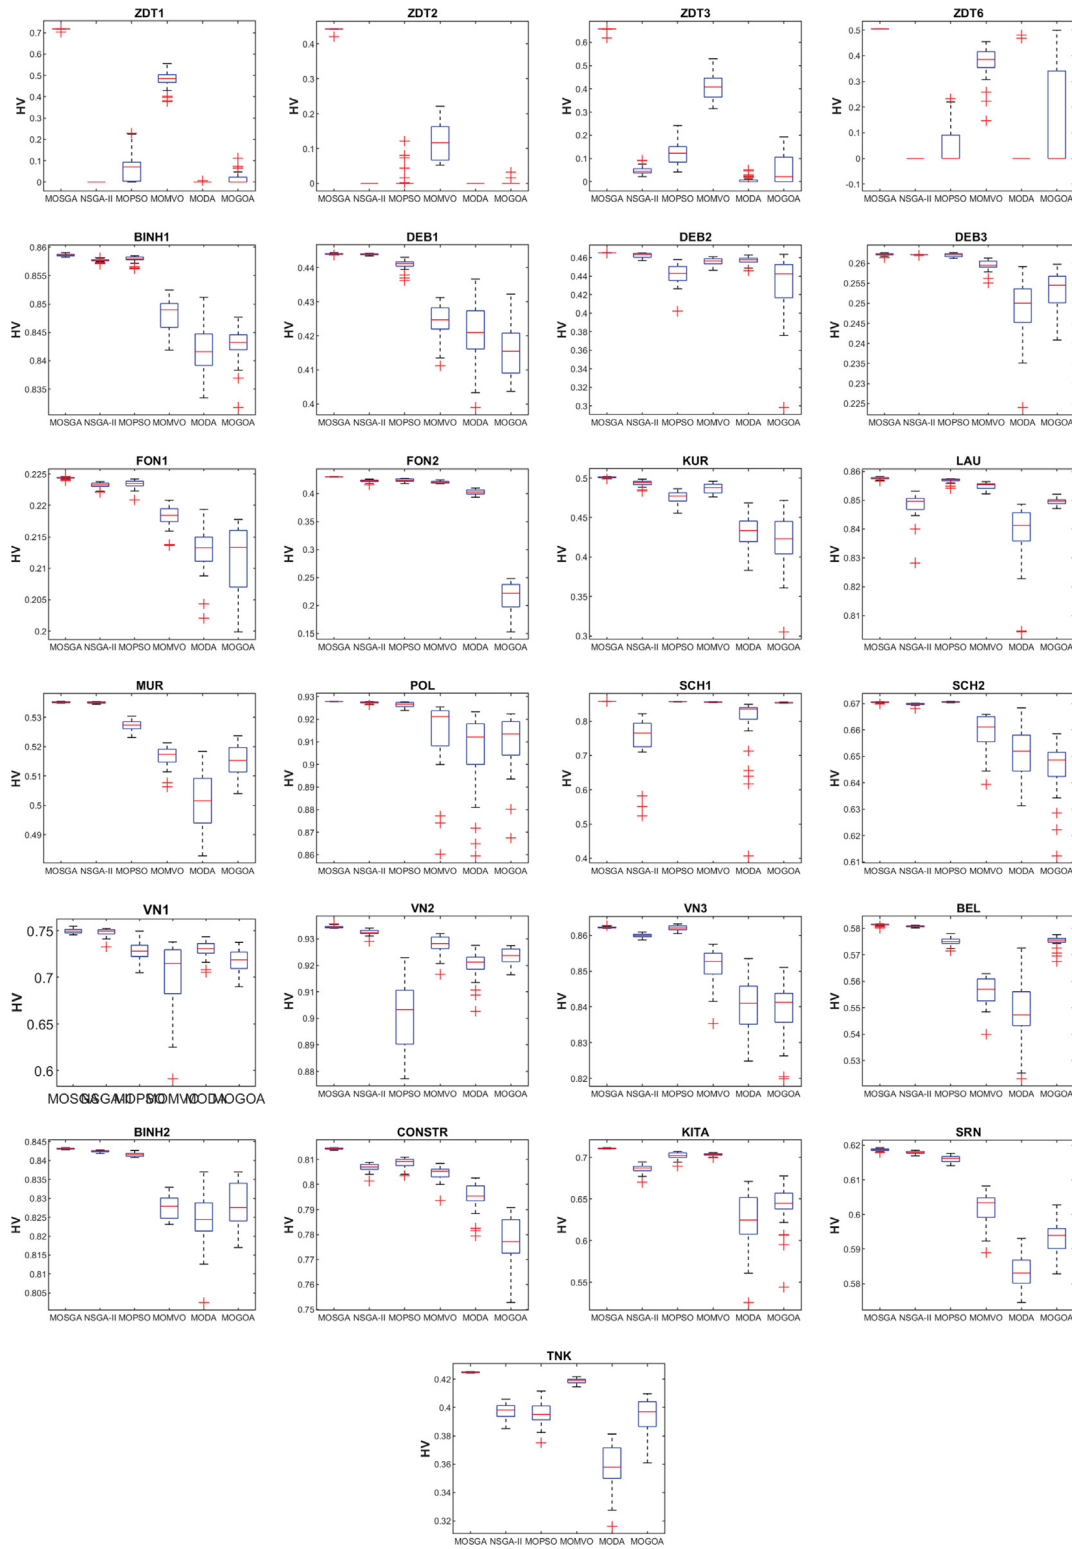 ZDT1 ZDT2 ZDT3 ZDT6
HV 0.7 0.6 0.5 0.4 0.3 0.2 0.1 0
MOSGA NSGA-II MOPSO MOMVO MODA MOGOA
HV 0.4 0.3 0.2 0.1 0
MOSGA NSGA-II MOPSO MOMVO MODA MOGOA
HV 0.6 0.5 0.4 0.3 0.2 0.1 0
MOSGA NSGA-II MOPSO MOMVO MODA MOGOA
HV 0.5 0.4 0.3 0.2 0.1 0 -0.1
MOSGA NSGA-II MOPSO MOMVO MODA MOGOA
BINH1 DEB1 DEB2 DEB3
HV 0.86 0.855 0.85 0.845 0.84 0.835
MOSGA NSGA-II MOPSO MOMVO MODA MOGOA
HV 0.44 0.43 0.42 0.41 0.4
MOSGA NSGA-II MOPSO MOMVO MODA MOGOA
HV 0.46 0.44 0.42 0.4 0.38 0.36 0.34 0.32 0.3
MOSGA NSGA-II MOPSO MOMVO MODA MOGOA
HV 0.26 0.255 0.25 0.245 0.24 0.235 0.23 0.225
MOSGA NSGA-II MOPSO MOMVO MODA MOGOA
FON1 FON2 KUR LAU
HV 0.225 0.22 0.215 0.21 0.205 0.2
MOSGA NSGA-II MOPSO MOMVO MODA MOGOA
HV 0.4 0.35 0.3 0.25 0.2 0.15
MOSGA NSGA-II MOPSO MOMVO MODA MOGOA
HV 0.5 0.45 0.4 0.35 0.3
MOSGA NSGA-II MOPSO MOMVO MODA MOGOA
HV 0.86 0.85 0.84 0.83 0.82 0.81
MOSGA NSGA-II MOPSO MOMVO MODA MOGOA
MUR POL SCH1 SCH2
HV 0.53 0.52 0.51 0.5 0.49
MOSGA NSGA-II MOPSO MOMVO MODA MOGOA
HV 0.93 0.92 0.91 0.9 0.89 0.88 0.87 0.86
MOSGA NSGA-II MOPSO MOMVO MODA MOGOA
HV 0.8 0.7 0.6 0.5 0.4
MOSGA NSGA-II MOPSO MOMVO MODA MOGOA
HV 0.67 0.66 0.65 0.64 0.63 0.62 0.61
MOSGA NSGA-II MOPSO MOMVO MODA MOGOA
VN1 VN2 VN3 BEL
HV 0.75 0.7 0.65 0.6
MOSGA NSGA-II MOPSO MOMVO MODA MOGOA
HV 0.93 0.92 0.91 0.9 0.89 0.88
MOSGA NSGA-II MOPSO MOMVO MODA MOGOA
HV 0.86 0.85 0.84 0.83 0.82
MOSGA NSGA-II MOPSO MOMVO MODA MOGOA
HV 0.58 0.57 0.56 0.55 0.54 0.53
MOSGA NSGA-II MOPSO MOMVO MODA MOGOA
BINH2 CONSTR KITA SRN
HV 0.845 0.84 0.835 0.83 0.825 0.82 0.815 0.81 0.805
MOSGA NSGA-II MOPSO MOMVO MODA MOGOA
HV 0.81 0.8 0.79 0.78 0.77 0.76 0.75
MOSGA NSGA-II MOPSO MOMVO MODA MOGOA
HV 0.7 0.65 0.6 0.55
MOSGA NSGA-II MOPSO MOMVO MODA MOGOA
HV 0.62 0.61 0.6 0.59 0.58
MOSGA NSGA-II MOPSO MOMVO MODA MOGOA
TNK
HV 0.42 0.4 0.38 0.36 0.34 0.32
MOSGA NSGA-II MOPSO MOMVO MODA MOGOA